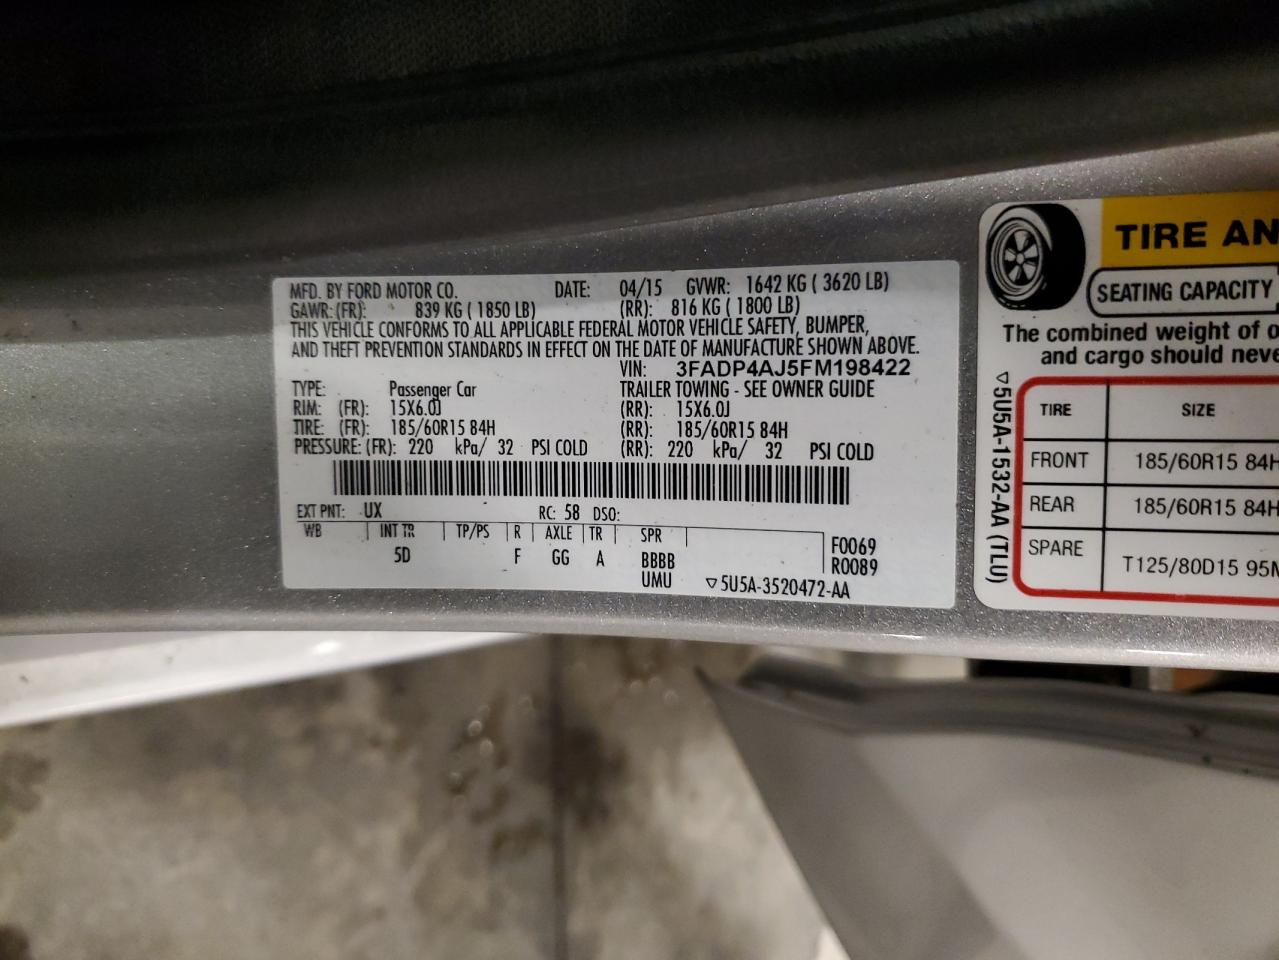 MFD. BY FORD MOTOR CO. DATE: 04/15 GVWR: 1642 KG ( 3620 LB)
GAWR: (FR): 839 KG ( 1850 LB) (RR): 816 KG ( 1800 LB)
THIS VEHICLE CONFORMS TO ALL APPLICABLE FEDERAL MOTOR VEHICLE SAFETY, BUMPER,
AND THEFT PREVENTION STANDARDS IN EFFECT ON THE DATE OF MANUFACTURE SHOWN ABOVE.
VIN: 3FADP4AJ5FM198422
TYPE: Passenger Car TRAILER TOWING - SEE OWNER GUIDE
RIM: (FR): 15X6.0J (RR): 15X6.0J
TIRE: (FR): 185/60R15 84H (RR): 185/60R15 84H
PRESSURE: (FR): 220 kPa/ 32 PSI COLD (RR): 220 kPa/ 32 PSI COLD
EXT PNT: UX RC: 58 DSO:
WB INT TR TP/PS R AXLE TR SPR F0069
5D F GG A BBBB R0089
UMU ▽5U5A-3520472-AA
TIRE AN
SEATING CAPACITY
The combined weight of o
and cargo should neve
▽5U5A-1532-AA (TLU)
TIRE SIZE
FRONT 185/60R15 84H
REAR 185/60R15 84H
SPARE T125/80D15 95M